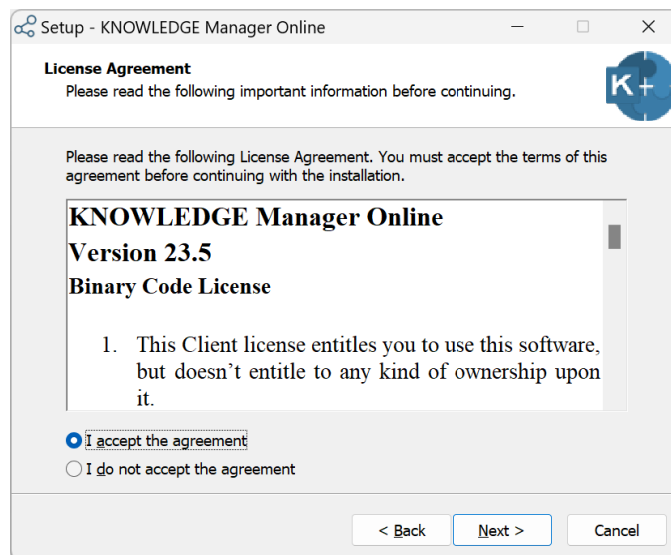 Setup - KNOWLEDGE Manager Online
License Agreement
Please read the following important information before continuing.
K
Please read the following License Agreement. You must accept the terms of this
agreement before continuing with the installation.
KNOWLEDGE Manager Online
Version 23.5
Binary Code License
1. This Client license entitles you to use this software,
but doesn’t entitle to any kind of ownership upon
it.
I accept the agreement
I do not accept the agreement
< Back
Next >
Cancel